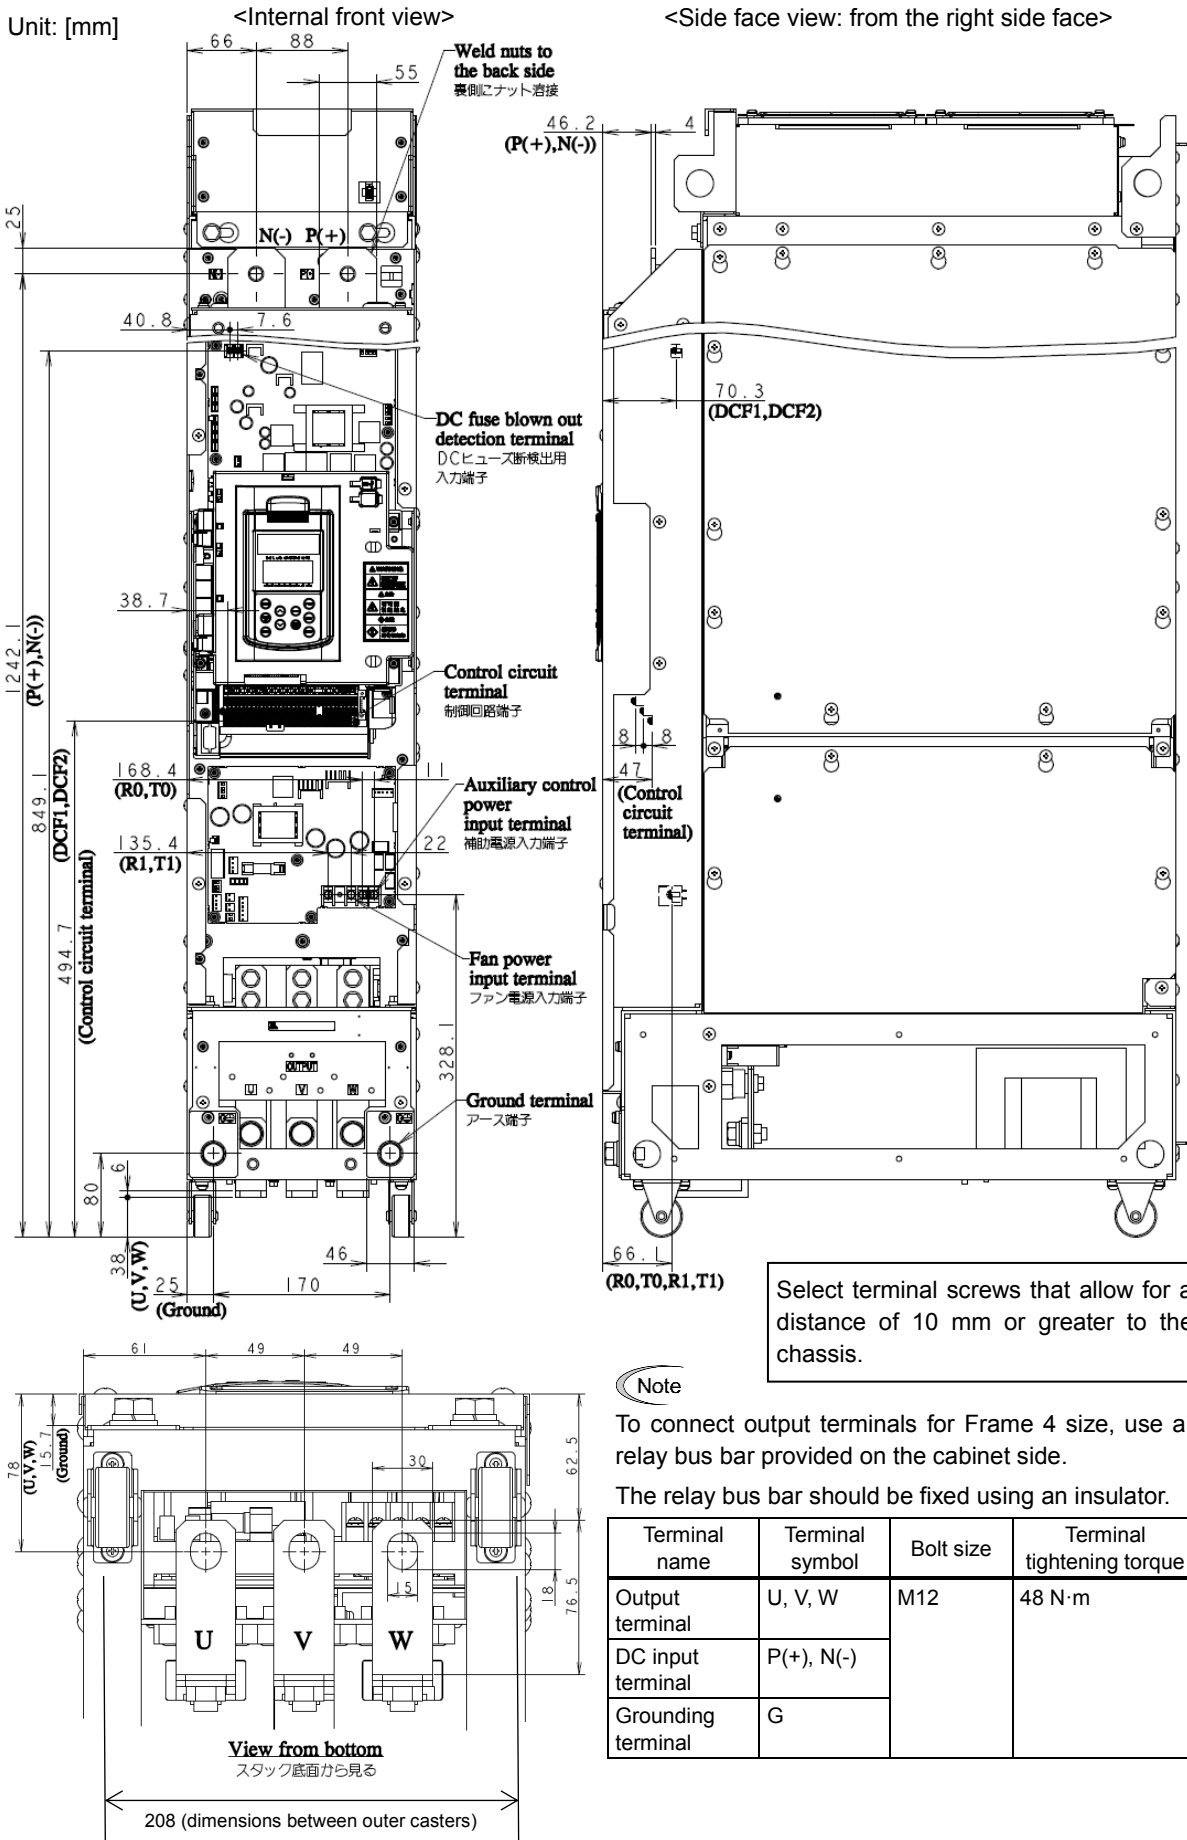 Unit: [mm]
<Internal front view>
<Side face view: from the right side face>
66
88
55
Weld nuts to
the back side
裏側にナット溶接
46.2
4
(P(+),N(-))
25
N(-) P(+)
40.8
7.6
70.3
(DCF1,DCF2)
DC fuse blown out
detection terminal
DCヒューズ断検出用
入力端子
38.7
1242.1
(P(+),N(-))
Control circuit
terminal
制御回路端子
849.1
(DCF1,DCF2)
494.7
(Control circuit terminal)
8
8
47
(Control
circuit
terminal)
168.4
(R0,T0)
11
Auxiliary control
power
input terminal
補助電源入力端子
135.4
(R1,T1)
22
Fan power
input terminal
ファン電源入力端子
328.1
OUTPUT
U V W
Ground terminal
アース端子
6
80
38
(U,V,W)
46
25
(Ground)
170
66.1
(R0,T0,R1,T1)
Select terminal screws that allow for a
distance of 10 mm or greater to the
chassis.
61
49
49
78
(U,V,W)
15.7
(Ground)
30
62.5
15
18
76.5
U V W
View from bottom
スタック底面から見る
208 (dimensions between outer casters)
Note
To connect output terminals for Frame 4 size, use a
relay bus bar provided on the cabinet side.
The relay bus bar should be fixed using an insulator.
Terminal name
Terminal symbol
Bolt size
Terminal tightening torque
Output terminal
U, V, W
M12
48 N·m
DC input terminal
P(+), N(-)
Grounding terminal
G